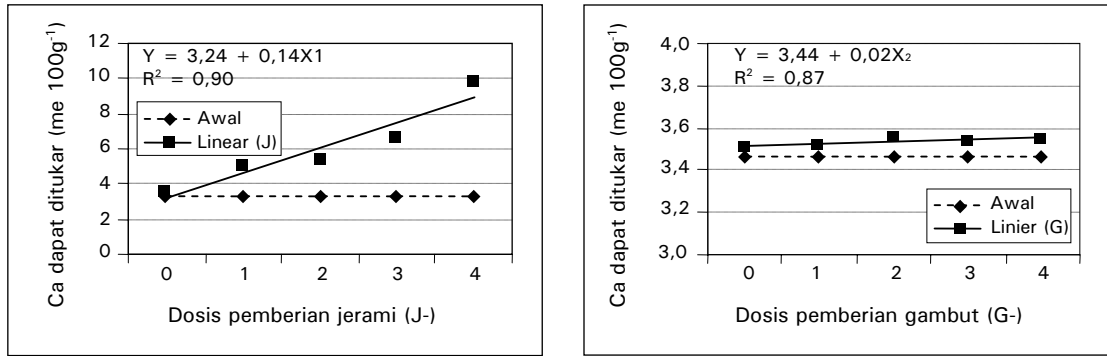 Ca dapat ditukar (me 100g-1)
12
10
8
6
4
2
0
Y = 3,24 + 0,14X1
R2 = 0,90
Awal
Linear (J)
0 1 2 3 4
Dosis pemberian jerami (J-)
Ca dapat ditukar (me 100g-1)
4,0
3,8
3,6
3,4
3,2
3,0
Y = 3,44 + 0,02X2
R2 = 0,87
Awal
Linier (G)
0 1 2 3 4
Dosis pemberian gambut (G-)